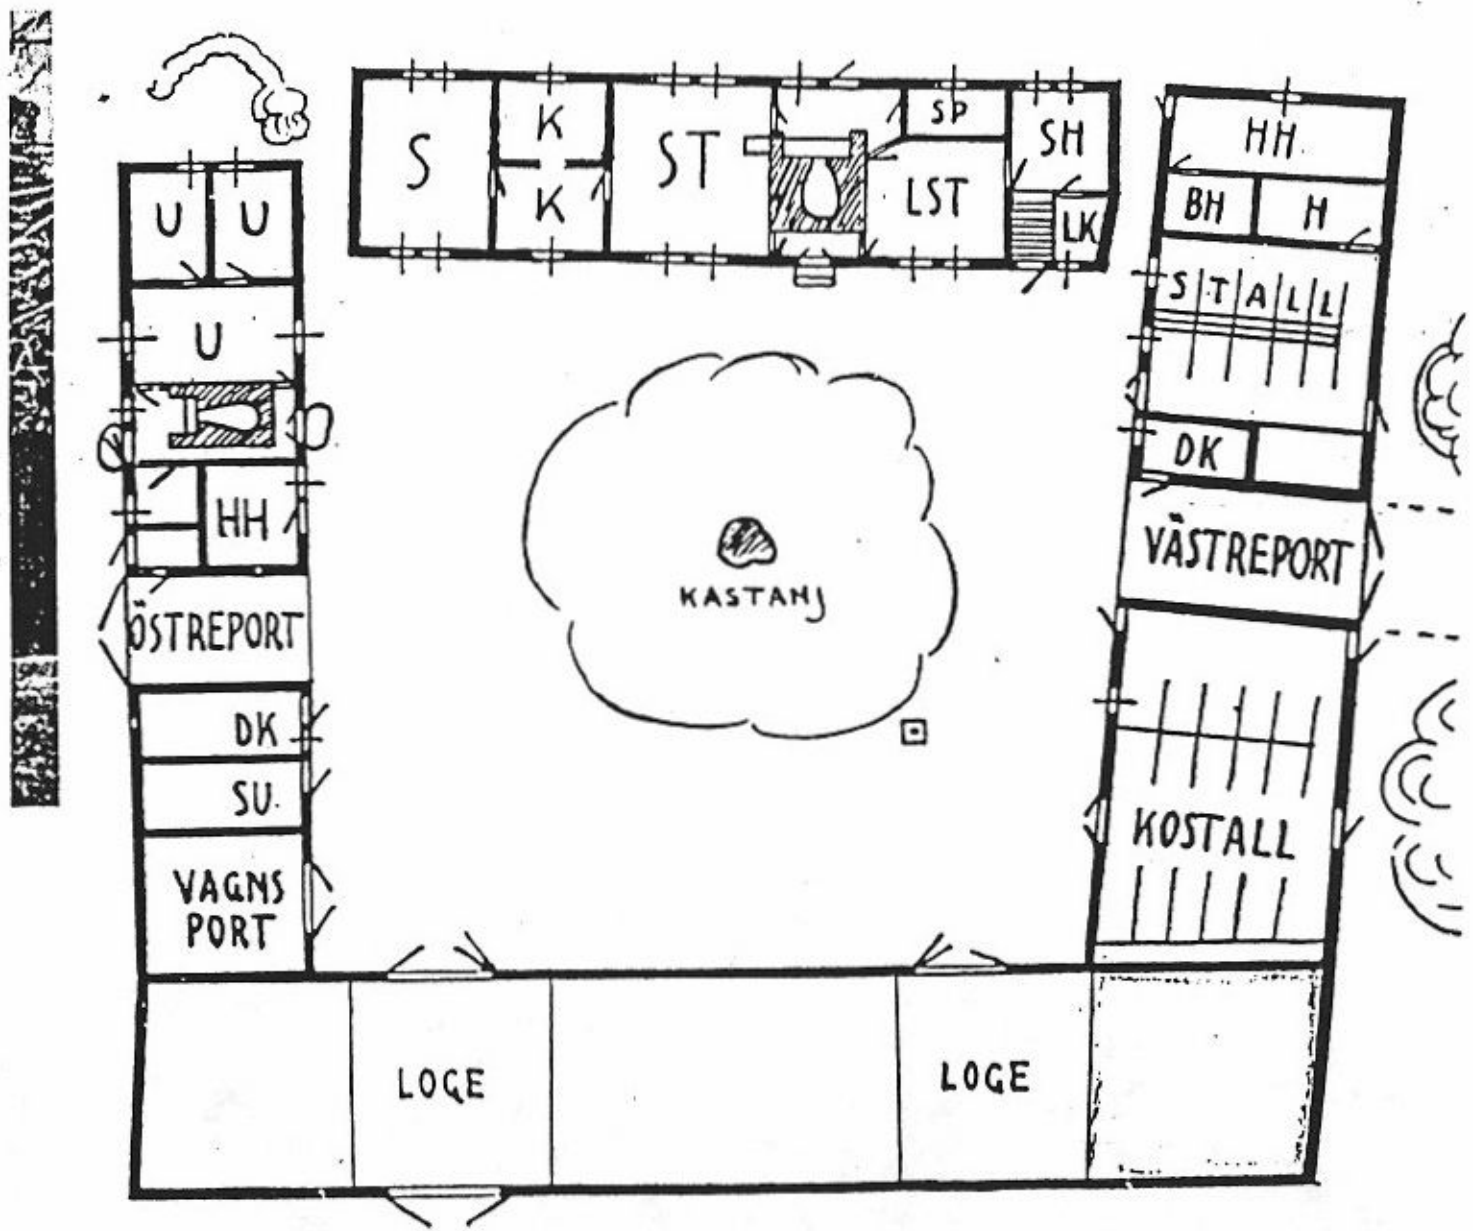 S
K
K
ST
SP
LST
SH
LK
HH.
BH
H
STALL
DK
VÄSTREPORT
KOSTALL
U
U
U
HH
ÖSTREPORT
DK
SU.
VAGNS
PORT
KASTANJ
LOGE
LOGE